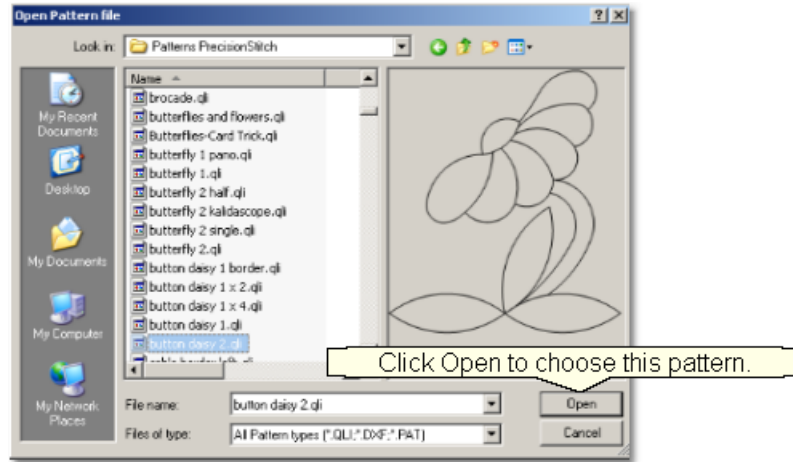 Open Pattern file
Look in:
Patterns PrecisionStitch
My Recent
Documents
Desktop
My Documents
My Computer
My Network
Places
Name
brocade.qli
butterflies and flowers.qli
Butterflies-Card Trick.qli
butterfly 1 pano.qli
butterfly 1.qli
butterfly 2 half.qli
butterfly 2 kalidascope.qli
butterfly 2 single.qli
butterfly 2.qli
button daisy 1 border.qli
button daisy 1 x 2.qli
button daisy 1 x 4.qli
button daisy 1.qli
button daisy 2.qli
Click Open to choose this pattern.
File name:
button daisy 2.qli
Open
Files of type:
All Pattern types (*.QLI;*.DXF;*.PAT)
Cancel